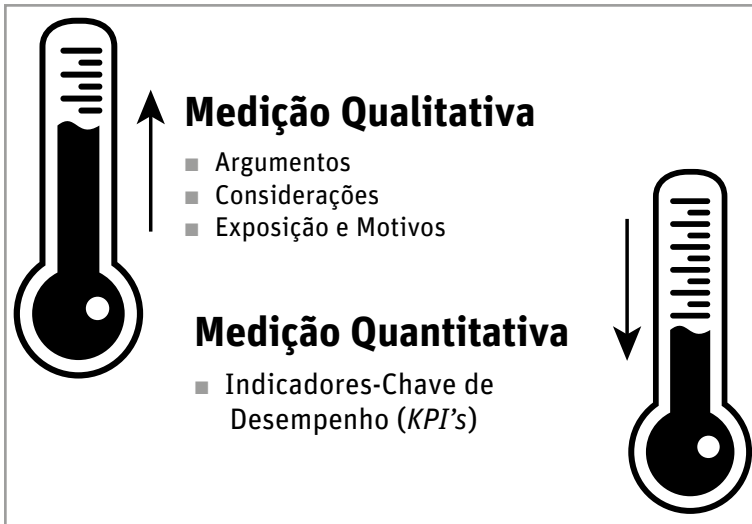 Medição Qualitativa
■ Argumentos
■ Considerações
■ Exposição e Motivos
Medição Quantitativa
■ Indicadores-Chave de
Desempenho (KPI's)